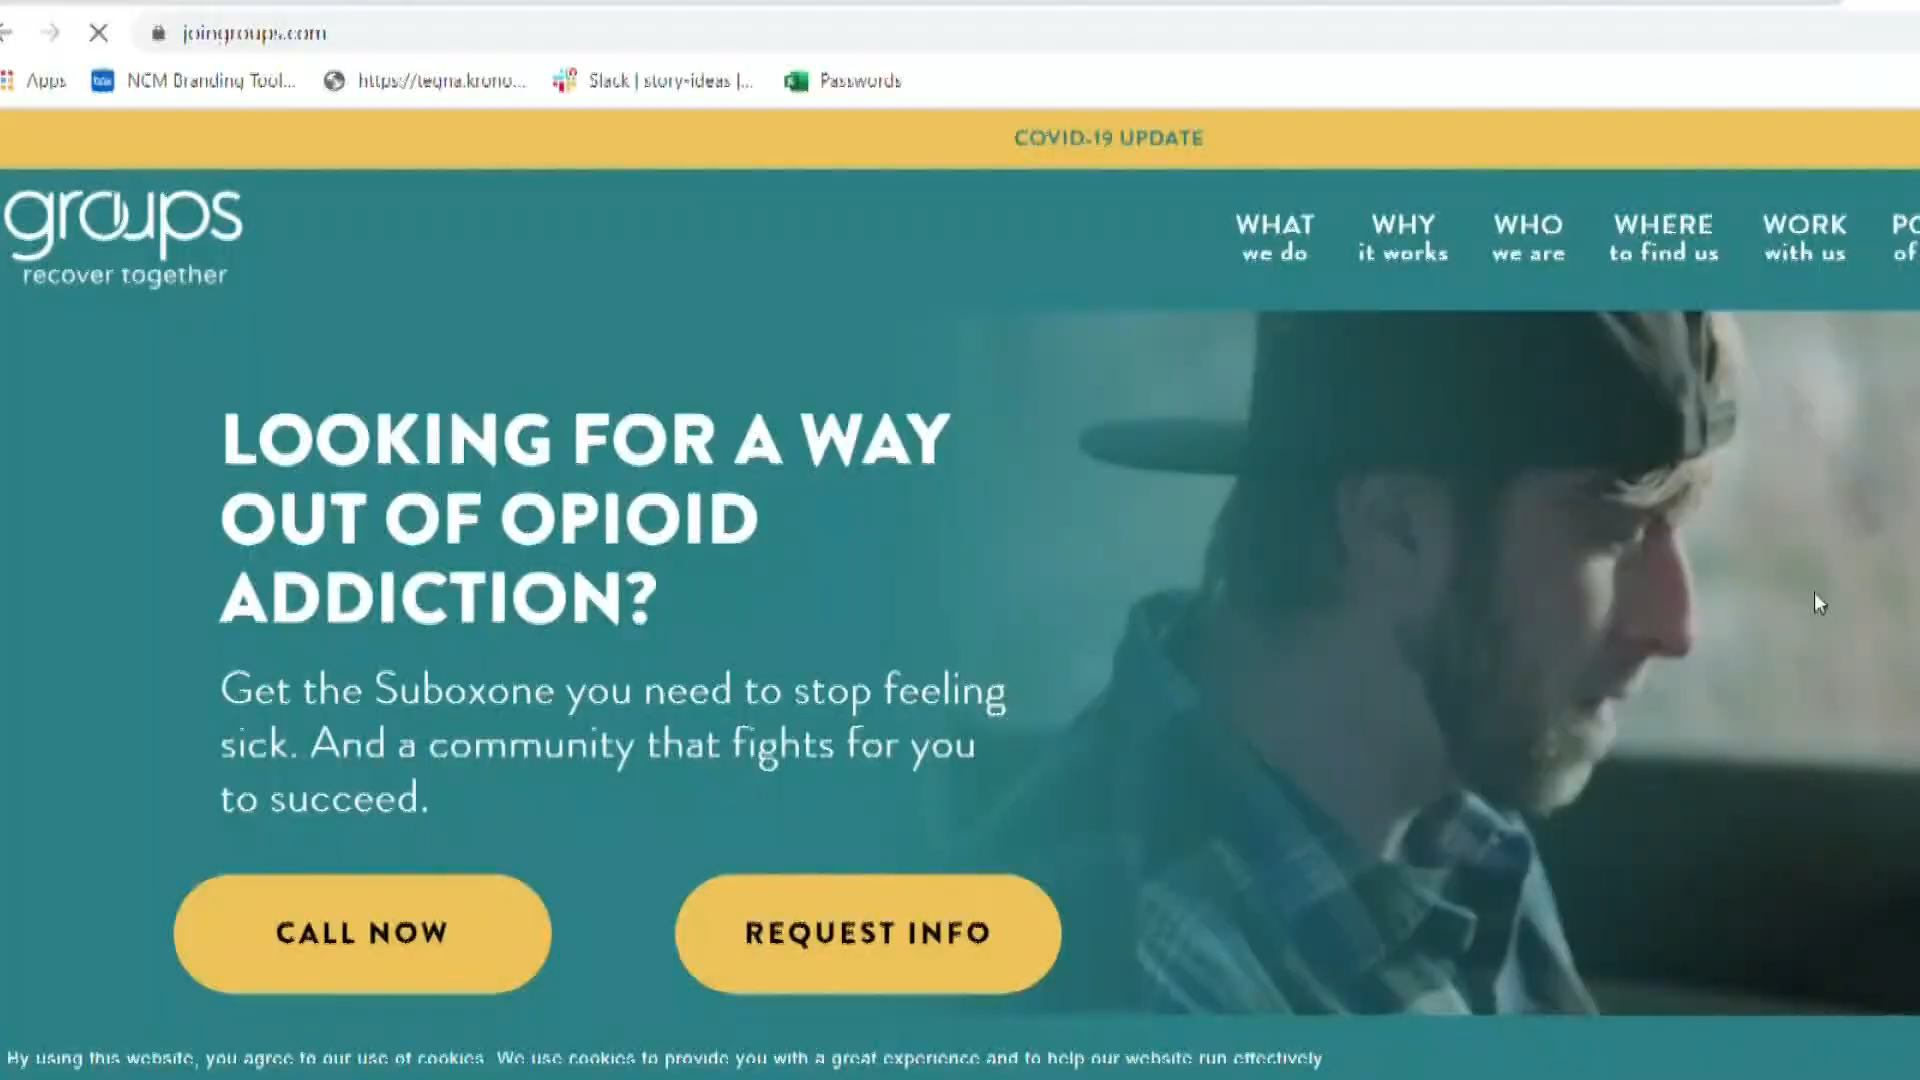 joingroups.com
Apps NCM Branding Tool... https://tegna.krono... Slack | story-ideas |... Passwords
COVID-19 UPDATE
groups
recover together
WHAT WHY WHO WHERE WORK PO
we do it works we are to find us with us of
LOOKING FOR A WAY
OUT OF OPIOID
ADDICTION?
Get the Suboxone you need to stop feeling
sick. And a community that fights for you
to succeed.
CALL NOW REQUEST INFO
By using this website, you agree to our use of cookies. We use cookies to provide you with a great experience and to help our website run effectively